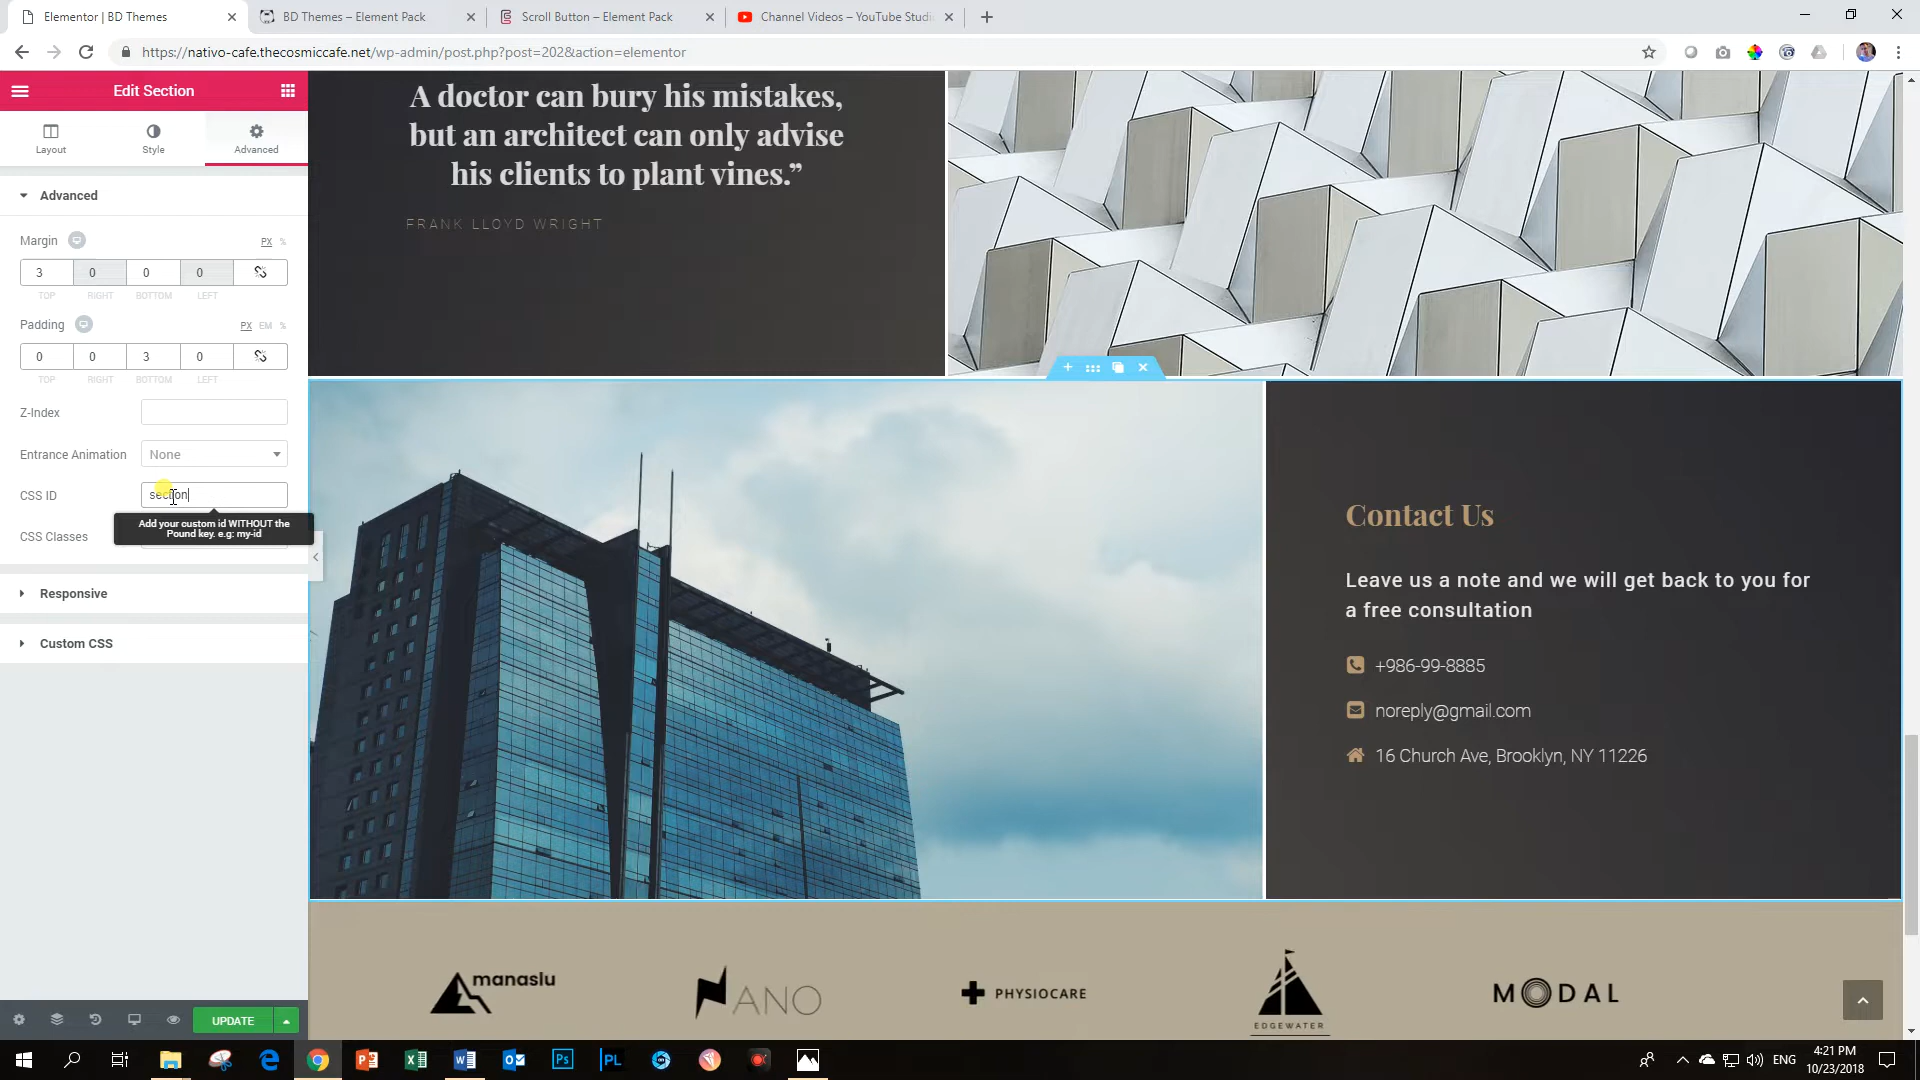 Elementor | BD Themes
BD Themes – Element Pack
Scroll Button – Element Pack
Channel Videos – YouTube Studi
https://nativo-cafe.thecosmiccafe.net/wp-admin/post.php?post=202&action=elementor
Edit Section
Layout
Style
Advanced
Advanced
Margin
PX %
3 0 0 0
TOP RIGHT BOTTOM LEFT
Padding
PX EM %
0 0 3 0
TOP RIGHT BOTTOM LEFT
Z-Index
Entrance Animation
None
CSS ID
section
Add your custom id WITHOUT the
Pound key. e.g: my-id
CSS Classes
Responsive
Custom CSS
UPDATE
A doctor can bury his mistakes,
but an architect can only advise
his clients to plant vines.”
FRANK LLOYD WRIGHT
Contact Us
Leave us a note and we will get back to you for
a free consultation
+986-99-8885
noreply@gmail.com
16 Church Ave, Brooklyn, NY 11226
manaslu
NANO
PHYSIOCARE
EDGEWATER
MODAL
ENG
4:21 PM
10/23/2018